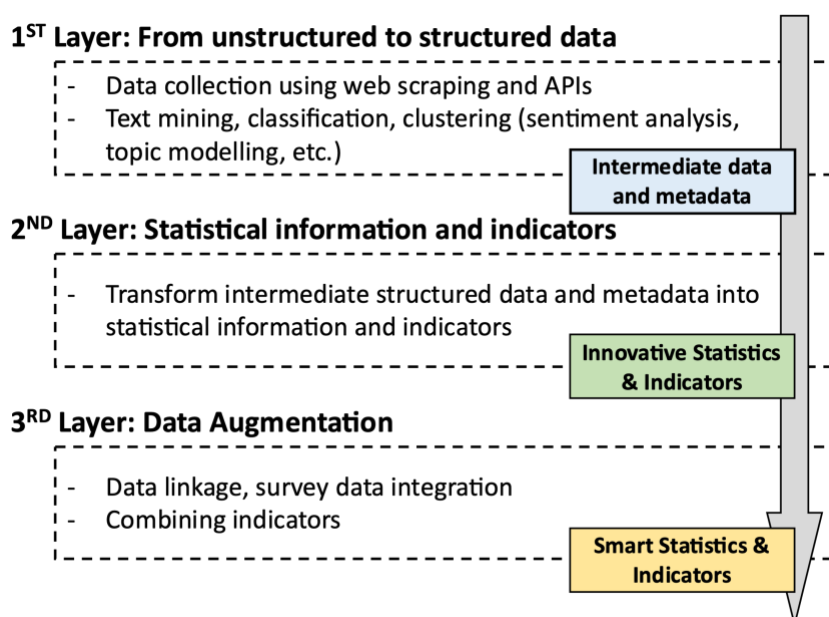 1ST Layer: From unstructured to structured data
- Data collection using web scraping and APIs
- Text mining, classification, clustering (sentiment analysis,
topic modelling, etc.)
Intermediate data
and metadata
2ND Layer: Statistical information and indicators
- Transform intermediate structured data and metadata into
statistical information and indicators
Innovative Statistics
& Indicators
3RD Layer: Data Augmentation
- Data linkage, survey data integration
- Combining indicators
Smart Statistics &
Indicators